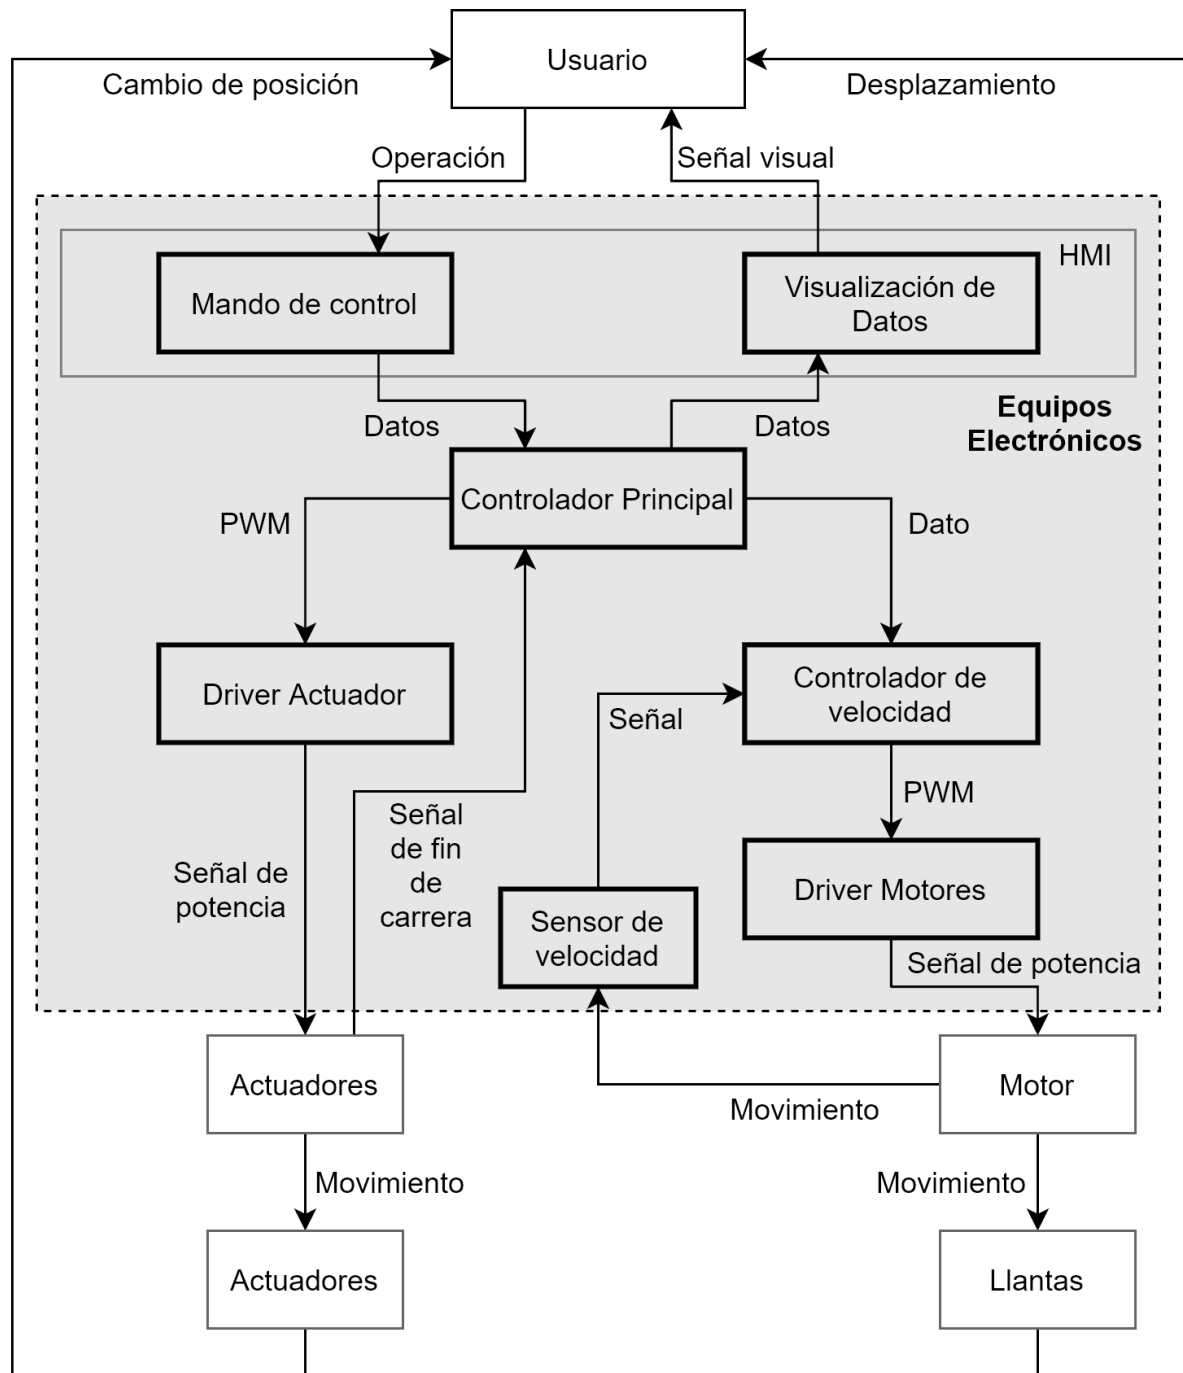 Usuario
Cambio de posición
Desplazamiento
Operación
Señal visual
HMI
Mando de control
Visualización de
Datos
Equipos
Electrónicos
Datos
Datos
Controlador Principal
PWM
Dato
Driver Actuador
Controlador de
velocidad
Señal
PWM
Señal
de fin
de
carrera
Señal de
potencia
Driver Motores
Sensor de
velocidad
Señal de potencia
Actuadores
Motor
Movimiento
Movimiento
Movimiento
Actuadores
Llantas